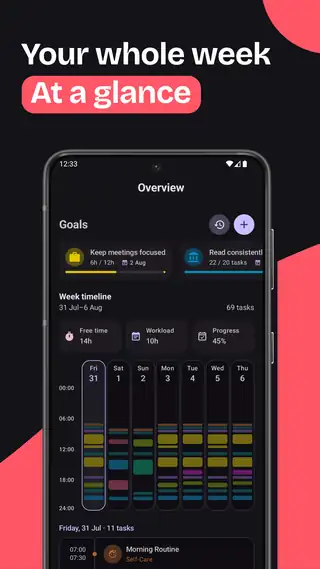 Your whole week
At a glance
12:33
Overview
Goals
Keep meetings focused
6h / 12h 2 Aug
Read consistently
22 / 20 tasks
Week timeline
31 Jul–6 Aug
69 tasks
Free time
14h
Workload
10h
Progress
45%
Fri Sat Sun Mon Tue Wed Thu
31 1 2 3 4 5 6
00:00
06:00
12:00
18:00
24:00
Friday, 31 Jul · 11 tasks
07:00
07:30
Morning Routine
Self-Care